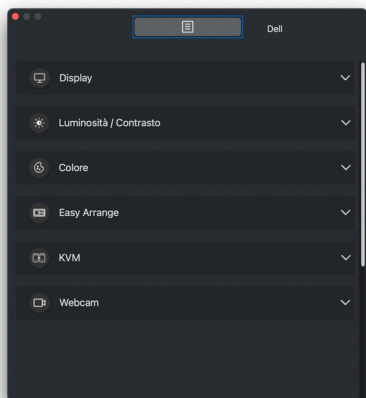 Dell
Display
Luminosità / Contrasto
Colore
Easy Arrange
KVM
Webcam